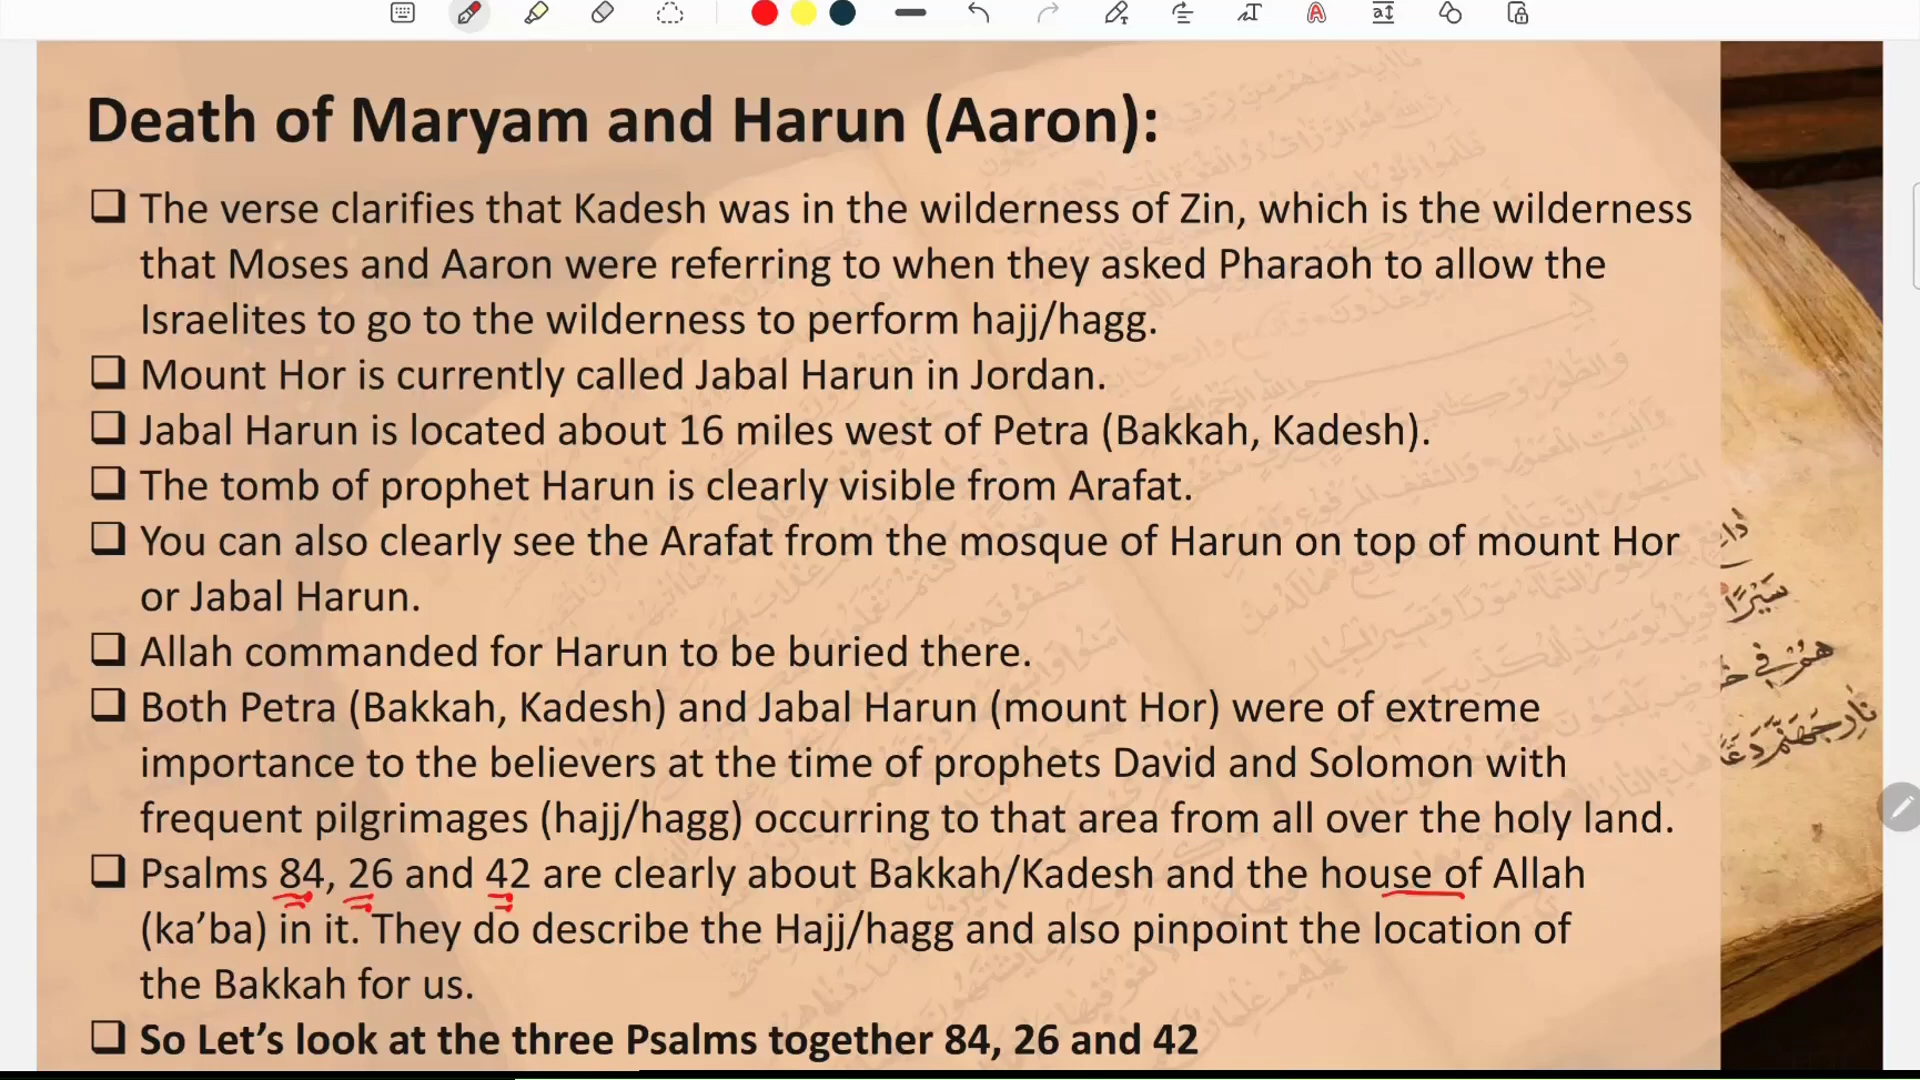 Death of Maryam and Harun (Aaron):
The verse clarifies that Kadesh was in the wilderness of Zin, which is the wilderness
that Moses and Aaron were referring to when they asked Pharaoh to allow the
Israelites to go to the wilderness to perform hajj/hagg.
Mount Hor is currently called Jabal Harun in Jordan.
Jabal Harun is located about 16 miles west of Petra (Bakkah, Kadesh).
The tomb of prophet Harun is clearly visible from Arafat.
You can also clearly see the Arafat from the mosque of Harun on top of mount Hor
or Jabal Harun.
Allah commanded for Harun to be buried there.
Both Petra (Bakkah, Kadesh) and Jabal Harun (mount Hor) were of extreme
importance to the believers at the time of prophets David and Solomon with
frequent pilgrimages (hajj/hagg) occurring to that area from all over the holy land.
Psalms 84, 26 and 42 are clearly about Bakkah/Kadesh and the house of Allah
(ka’ba) in it. They do describe the Hajj/hagg and also pinpoint the location of
the Bakkah for us.
So Let’s look at the three Psalms together 84, 26 and 42